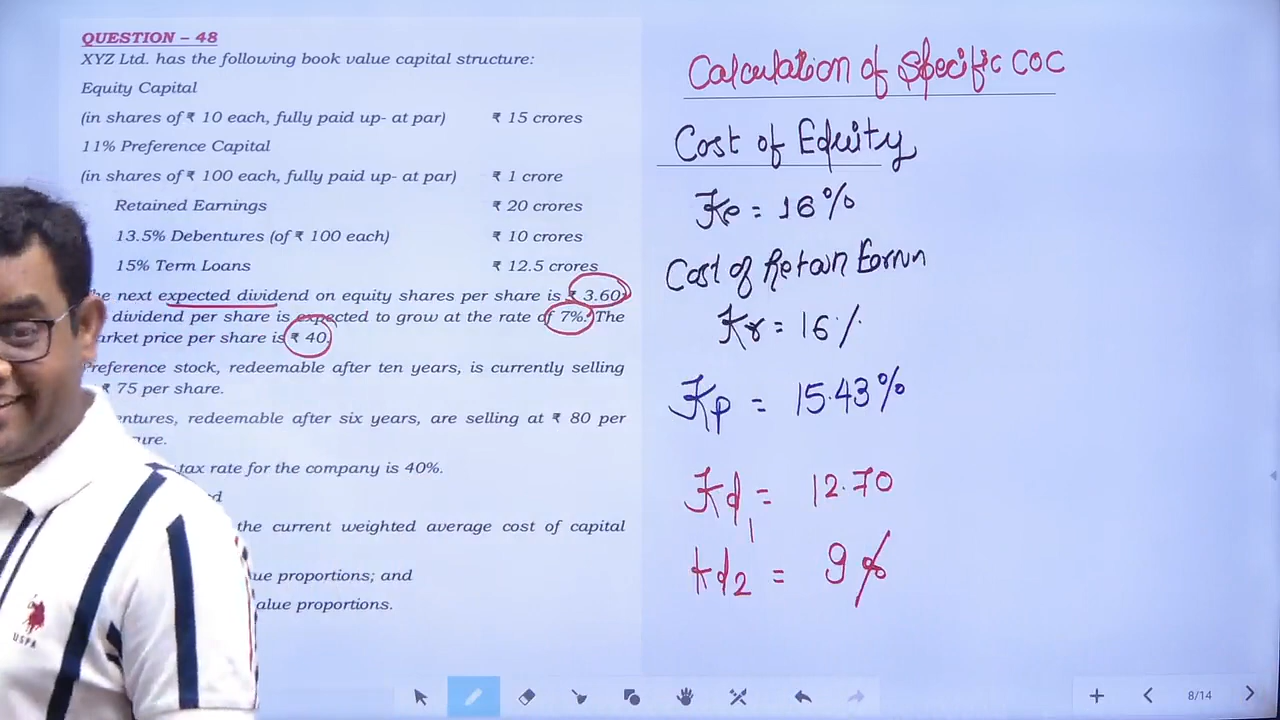 QUESTION – 48
XYZ Ltd. has the following book value capital structure:
Equity Capital
(in shares of ₹ 10 each, fully paid up- at par) ₹ 15 crores
11% Preference Capital
(in shares of ₹ 100 each, fully paid up- at par) ₹ 1 crore
Retained Earnings ₹ 20 crores
13.5% Debentures (of ₹ 100 each) ₹ 10 crores
15% Term Loans ₹ 12.5 crores
next expected dividend on equity shares per share is ₹ 3.60;
dividend per share is expected to grow at the rate of 7%. The
price per share is ₹ 40.
Preference stock, redeemable after ten years, is currently selling
₹ 75 per share.
redeemable after six years, are selling at ₹ 80 per
tax rate for the company is 40%.
the current weighted average cost of capital
proportions; and
proportions.
USPA
Calculation of Specific COC
Cost of Equity
Ke = 16%
Cost of Retain Earnin
Kr = 16%
Kp = 15.43%
Kd1 = 12.70
Kd2 = 9%
8/14